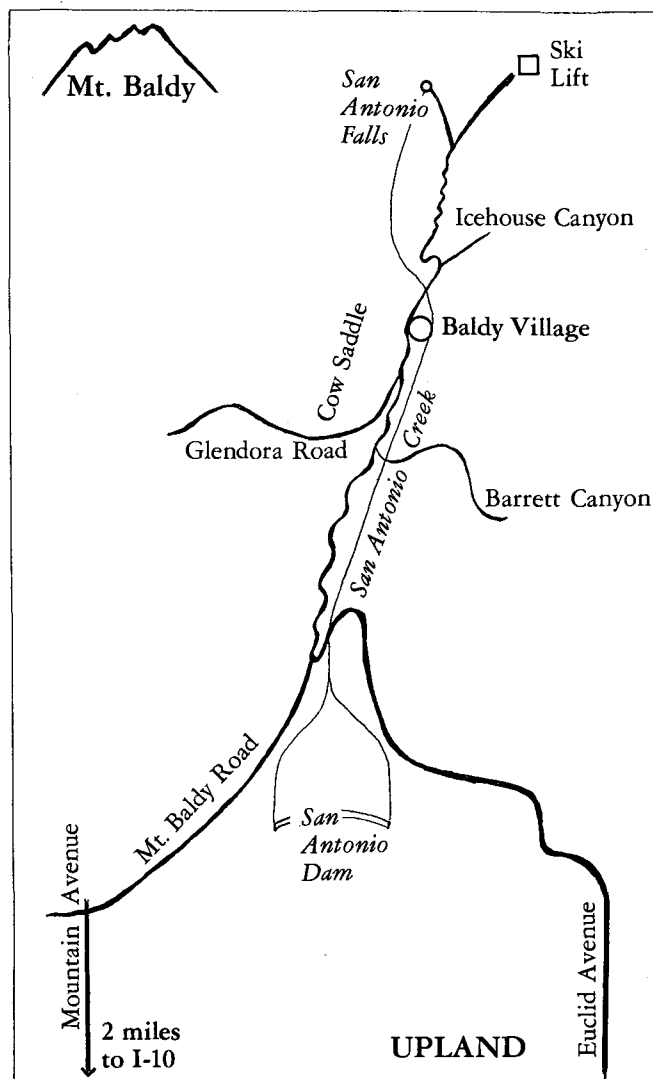 Mt. Baldy
Ski
Lift
San
Antonio
Falls
Icehouse Canyon
Baldy Village
Cow Saddle
Glendora Road
San Antonio Creek
Barrett Canyon
Mt. Baldy Road
San
Antonio
Dam
Mountain Avenue
2 miles
to I-10
UPLAND
Euclid Avenue